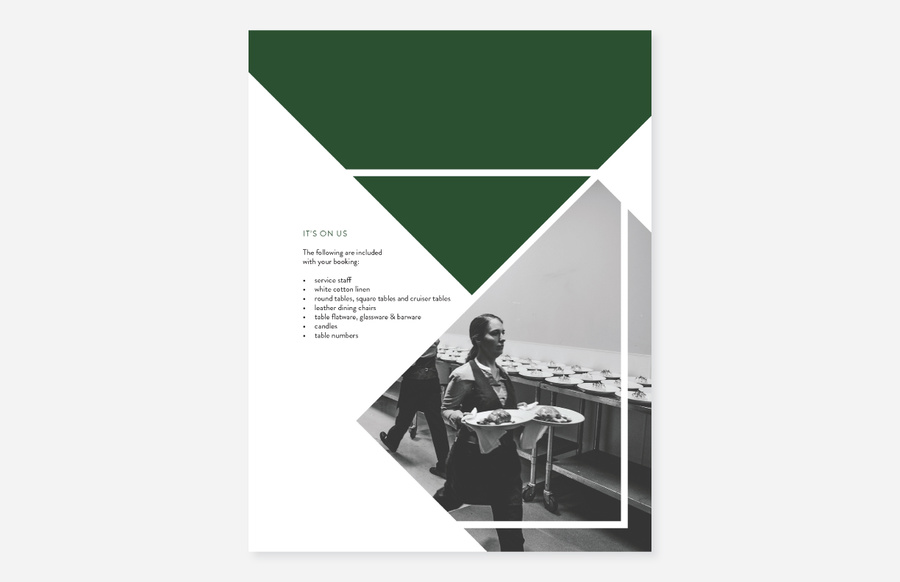 IT'S ON US
The following are included
with your booking:
• service staff
• white cotton linen
• round tables, square tables and cruiser tables
• leather dining chairs
• table flatware, glassware & barware
• candles
• table numbers